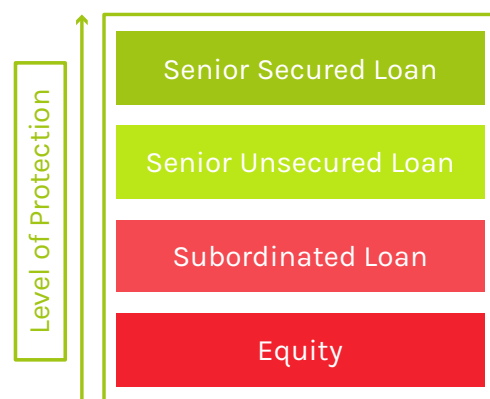 Level of Protection
Senior Secured Loan
Senior Unsecured Loan
Subordinated Loan
Equity